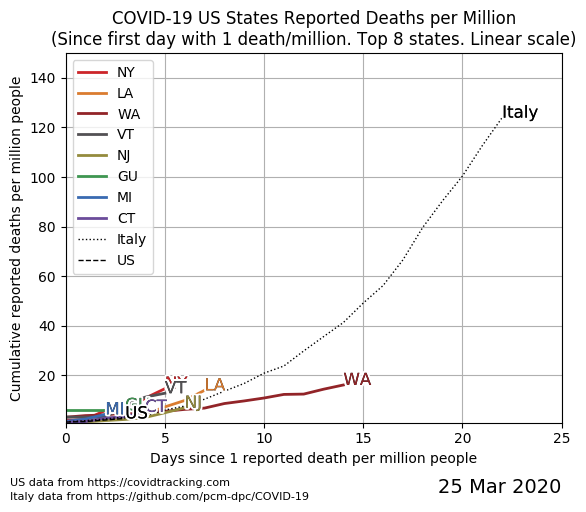 COVID-19 US States Reported Deaths per Million
(Since first day with 1 death/million. Top 8 states. Linear scale)
Cumulative reported deaths per million people
140
120
100
80
60
40
20
NY
LA
WA
VT
NJ
GU
MI
CT
Italy
US
Italy
WA
LA
VT
NJ
CT
MI
US
0
5
10
15
20
25
Days since 1 reported death per million people
US data from https://covidtracking.com
Italy data from https://github.com/pcm-dpc/COVID-19
25 Mar 2020